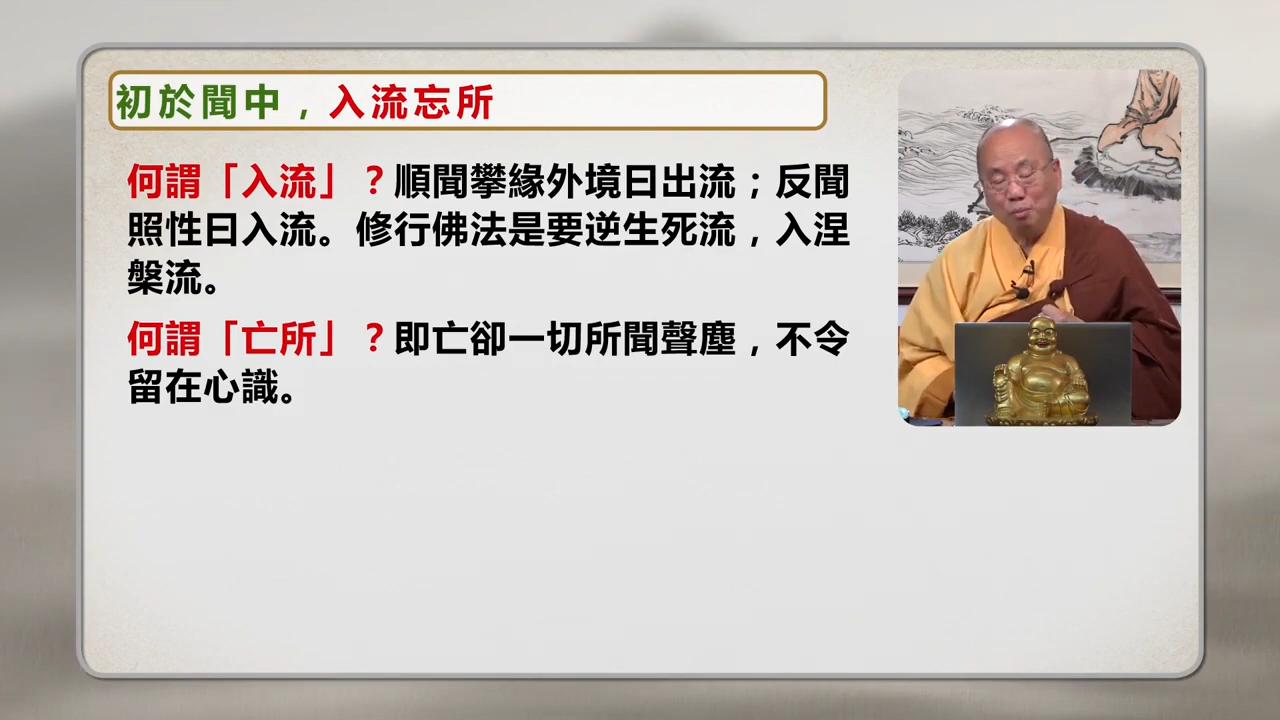 初於聞中，入流忘所
何謂「入流」？順聞攀緣外境曰出流；反聞
照性曰入流。修行佛法是要逆生死流，入涅
槃流。
何謂「亡所」？即亡卻一切所聞聲塵，不令
留在心識。